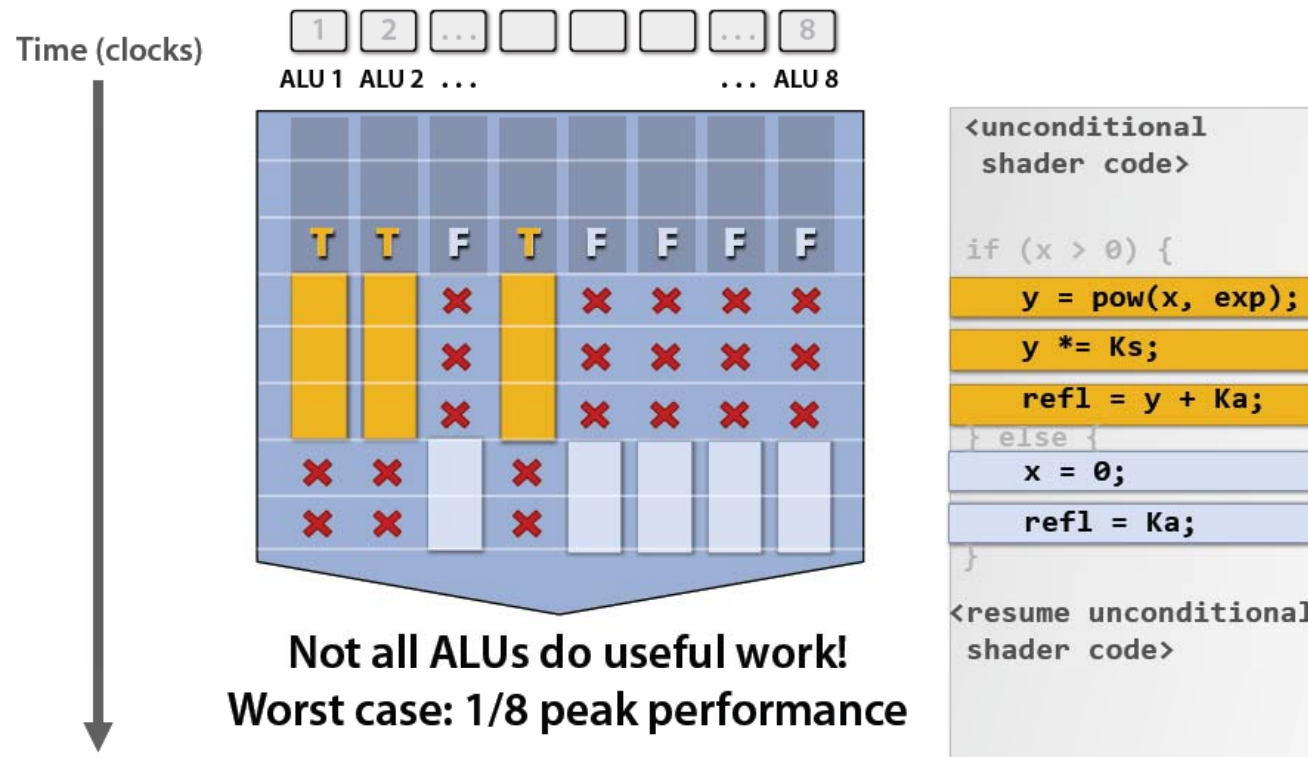 Time (clocks)
1 2 ... ... 8
ALU 1 ALU 2 ... ... ALU 8
T T F T F F F F
<unconditional
shader code>
if (x > 0) {
y = pow(x, exp);
y *= Ks;
refl = y + Ka;
} else {
x = 0;
refl = Ka;
}
<resume unconditional
shader code>
Not all ALUs do useful work!
Worst case: 1/8 peak performance